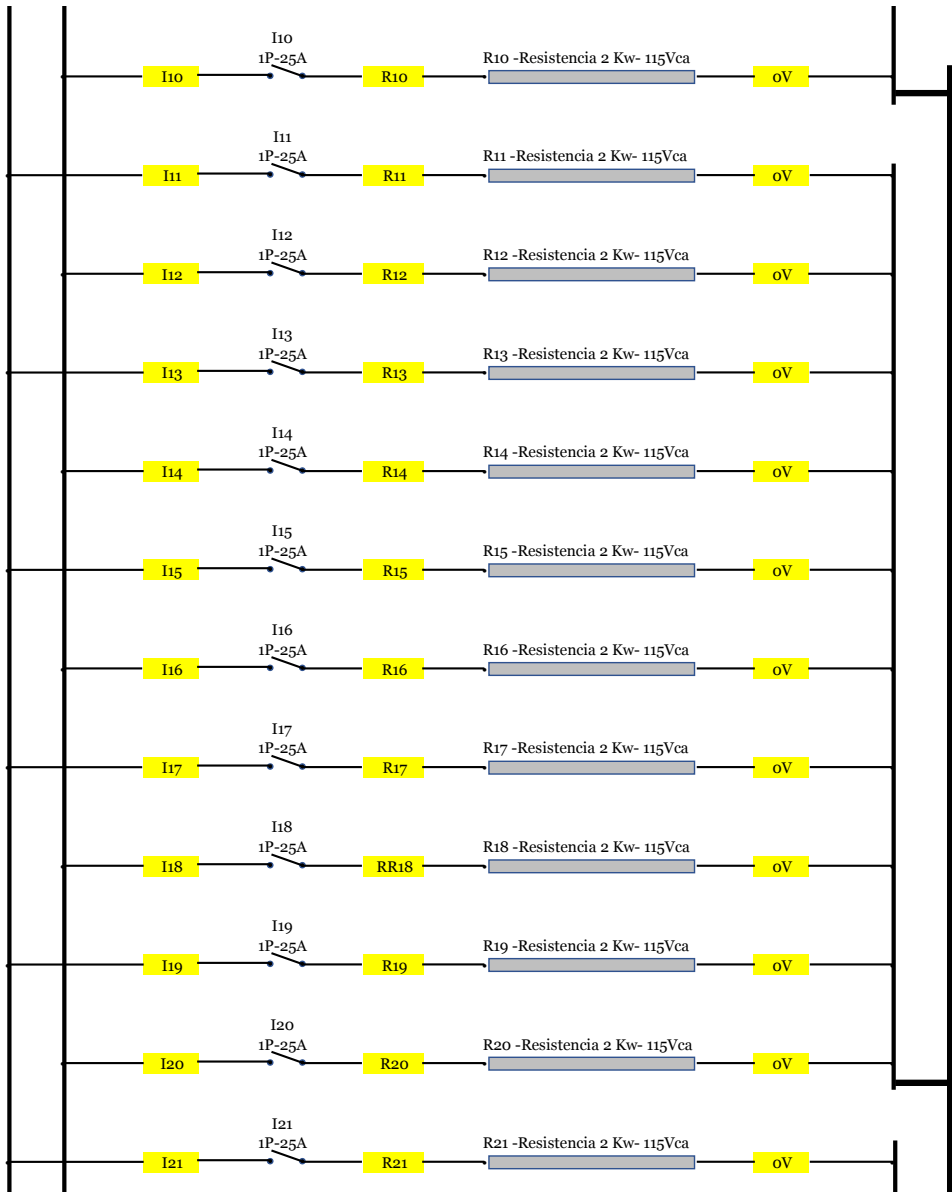 I10
1P-25A
R10 -Resistencia 2 Kw- 115Vca
I10 R10 0V
I11
1P-25A
R11 -Resistencia 2 Kw- 115Vca
I11 R11 0V
I12
1P-25A
R12 -Resistencia 2 Kw- 115Vca
I12 R12 0V
I13
1P-25A
R13 -Resistencia 2 Kw- 115Vca
I13 R13 0V
I14
1P-25A
R14 -Resistencia 2 Kw- 115Vca
I14 R14 0V
I15
1P-25A
R15 -Resistencia 2 Kw- 115Vca
I15 R15 0V
I16
1P-25A
R16 -Resistencia 2 Kw- 115Vca
I16 R16 0V
I17
1P-25A
R17 -Resistencia 2 Kw- 115Vca
I17 R17 0V
I18
1P-25A
R18 -Resistencia 2 Kw- 115Vca
I18 RR18 0V
I19
1P-25A
R19 -Resistencia 2 Kw- 115Vca
I19 R19 0V
I20
1P-25A
R20 -Resistencia 2 Kw- 115Vca
I20 R20 0V
I21
1P-25A
R21 -Resistencia 2 Kw- 115Vca
I21 R21 0V